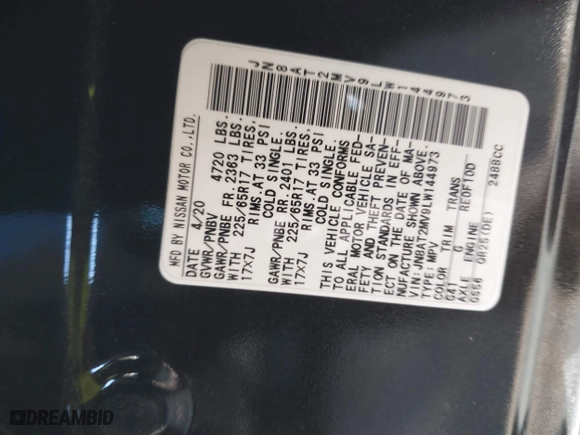 MFD BY NISSAN MOTOR CO.,LTD.
DATE 4/20
GVWR/PNBV 4720 LBS.
GAWR/PNBE FR. 2363 LBS.
WITH 225/65R17 TIRES,
17X7J RIMS,AT 33 PSI
COLD SINGLE.
GAWR/PNBE RR. 2401 LBS.
WITH 225/65R17 TIRES,
17X7J RIMS,AT 33 PSI
COLD SINGLE.
THIS VEHICLE CONFORMS
TO ALL APPLICABLE FED-
ERAL MOTOR VEHICLE SA-
FETY AND THEFT PREVEN-
TION STANDARDS IN EFF-
ECT ON THE DATE OF MA-
NUFACTURE SHOWN ABOVE.
VIN:JN8AT2MV9LW144973
TYPE: MPV
COLOR TRIM TRANS
G41 G RE0F10D
AXLE ENGINE
GS56 QR25(DE) 2488CC
JN8AT2MV9LW144973
DREAMBID